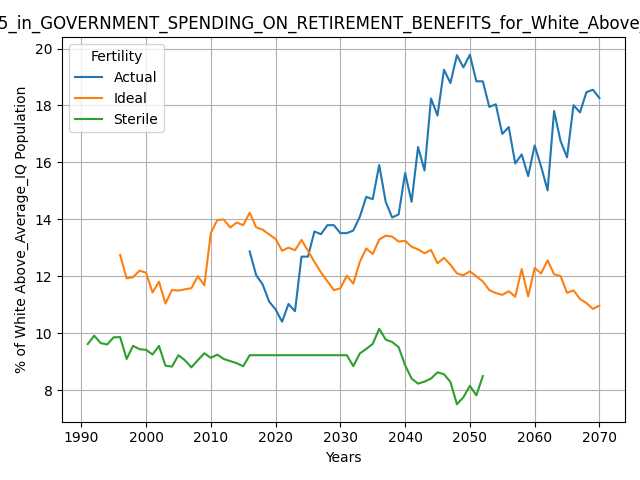 5_in_GOVERNMENT_SPENDING_ON_RETIREMENT_BENEFITS_for_White_Above_
Fertility
Actual
Ideal
Sterile
% of White Above_Average_IQ Population
20
18
16
14
12
10
8
1990 2000 2010 2020 2030 2040 2050 2060 2070
Years